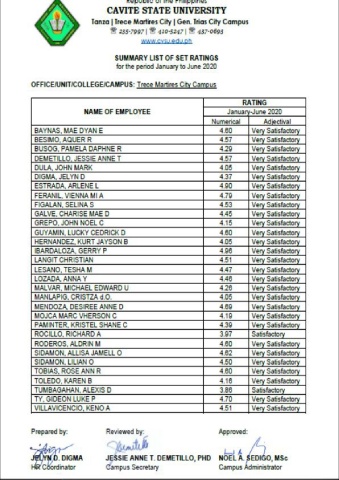 Republic of the Philippines
CAVITE STATE UNIVERSITY
Tanza | Trece Martires City | Gen. Trias City Campus
www.cvsu.edu.ph
SUMMARY LIST OF SET RATINGS
for the period January to June 2020
OFFICE/UNIT/COLLEGE/CAMPUS: Trece Martires City Campus
NAME OF EMPLOYEE RATING
January-June 2020
Numerical Adjectival
BAYNAS, MAE DYAN E 4.60 Very Satisfactory
BESIMO, AQUER R 4.57 Very Satisfactory
BUSOG, PAMELA DAPHNE R 4.29 Very Satisfactory
DEMETILLO, JESSIE ANNE T 4.57 Very Satisfactory
DULA, JOHN MARK 4.05 Very Satisfactory
DIGMA, JELYN D 4.37 Very Satisfactory
ESTRADA, ARLENE L 4.90 Very Satisfactory
FERANIL, VIENNA MI A 4.79 Very Satisfactory
FIGALAN, SELINA S 4.53 Very Satisfactory
GALVE, CHARISE MAE D 4.45 Very Satisfactory
GREPO, JOHN NOEL C 4.15 Very Satisfactory
GUYAMIN, LUCKY CEDRICK D 4.60 Very Satisfactory
HERNANDEZ, KURT JAYSON B 4.05 Very Satisfactory
IBARDALOZA, GERRY P 4.96 Very Satisfactory
LANGIT CHRISTIAN 4.51 Very Satisfactory
LESANO, TESHA M 4.47 Very Satisfactory
LOZADA, ANNA Y 4.46 Very Satisfactory
MALVAR, MICHAEL EDWARD U 4.26 Very Satisfactory
MANLAPIG, CRISTZA d.O. 4.05 Very Satisfactory
MENDOZA, DESIREE ANNE D 4.69 Very Satisfactory
MOJCA MARC VHERSON C 4.19 Very Satisfactory
PAMINTER, KRISTEL SHANE C 4.39 Very Satisfactory
ROCILLO, RICHARD A 3.97 Satisfactory
RODEROS, ALDRIN M 4.60 Very Satisfactory
SIDAMON, ALLISA JAMELL O 4.62 Very Satisfactory
SIDAMON, LILIAN O 4.50 Very Satisfactory
TOBIAS, ROSE ANN R 4.60 Very Satisfactory
TOLEDO, KAREN B 4.16 Very Satisfactory
TUMBAGAHAN, ALEXIS D 3.86 Satisfactory
TY, GIDEON LUKE P 4.70 Very Satisfactory
VILLAVICENCIO, KENO A 4.51 Very Satisfactory
Prepared by: Reviewed by: Approved:
JELYN D. DIGMA JESSIE ANNE T. DEMETILLO, PHD NOEL A. SEDIGO, MSc
HR Coordinator Campus Secretary Campus Administrator